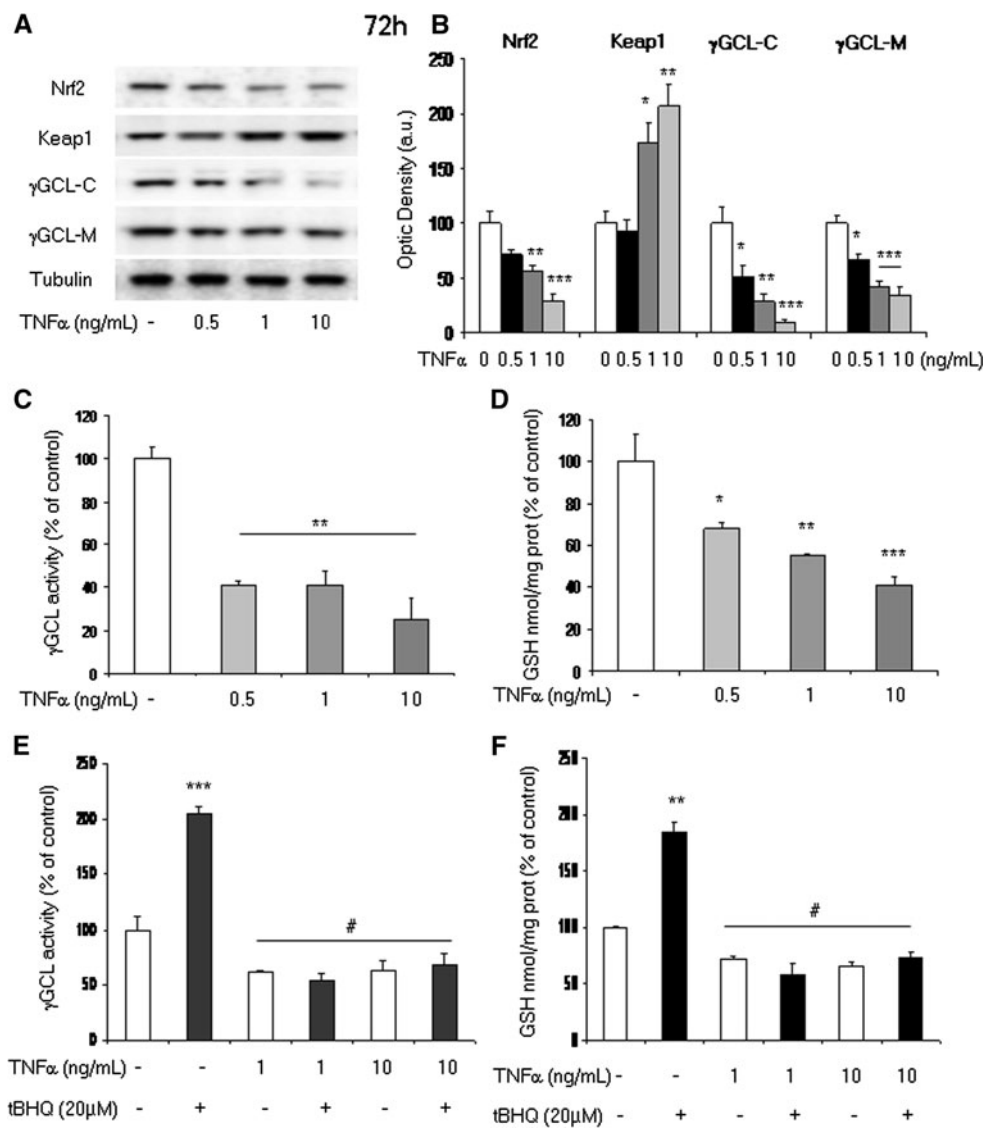 A
72h
Nrf2
Keap1
γGCL-C
γGCL-M
Tubulin
TNFα (ng/mL) - 0.5 1 10
B
Nrf2 Keap1 γGCL-C γGCL-M
Optic Density (a.u.)
250
200
150
100
50
0
** *** * ** * ** *** * ***
TNFα 0 0.5 1 10 0 0.5 1 10 0 0.5 1 10 0 0.5 1 10 (ng/mL)
C
γGCL activity (% of control)
120
100
80
60
40
20
0
**
TNFα (ng/mL) - 0.5 1 10
D
GSH nmol/mg prot (% of control)
120
100
80
60
40
20
0
* ** ***
TNFα (ng/mL) - 0.5 1 10
E
γGCL activity (% of control)
250
200
150
100
50
0
***
#
TNFα (ng/mL) - - 1 1 10 10
tBHQ (20μM) - + - + - +
F
GSH nmol/mg prot (% of control)
250
200
150
100
50
0
**
#
TNFα (ng/mL) - - 1 1 10 10
tBHQ (20μM) - + - + - +